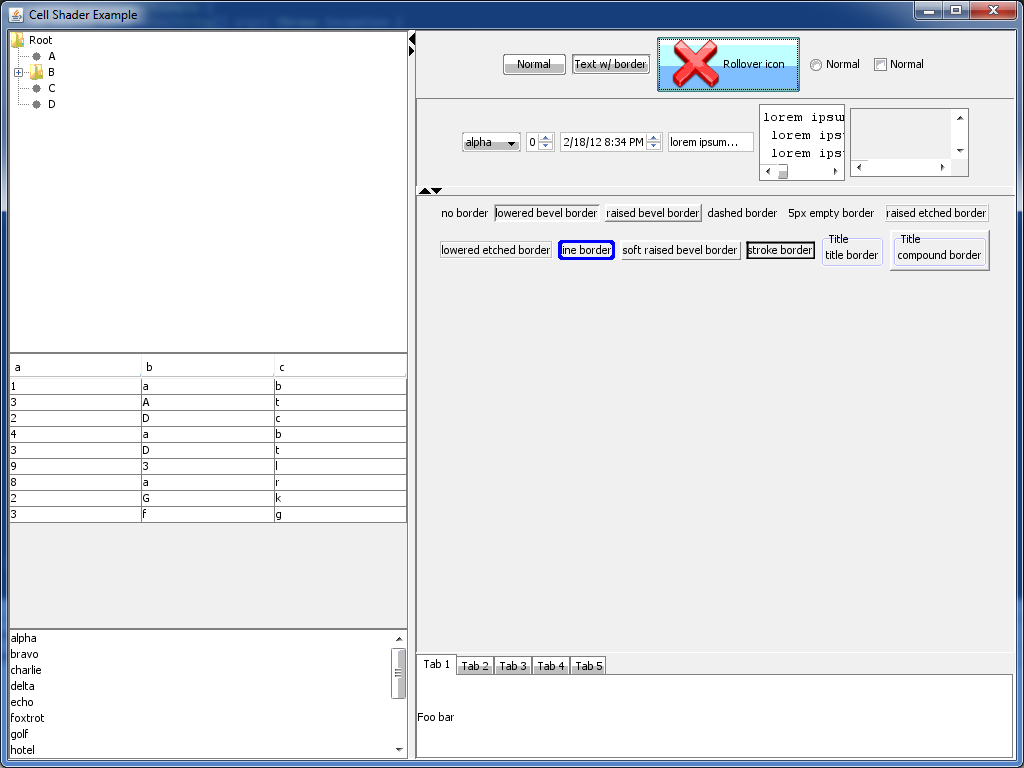 Cell Shader Example
Root
A
B
C
D
Normal Text w/ border Rollover icon Normal Normal
alpha 0 2/18/12 8:34 PM lorem ipsum...
lorem ipsu
lorem ips
lorem ips
no border lowered bevel border raised bevel border dashed border 5px empty border raised etched border
lowered etched border ine border soft raised bevel border stroke border Title title border Title compound border
a b c
1 a b
3 A t
2 D c
4 a b
3 D t
9 3 l
8 a r
2 G k
3 f g
alpha
bravo
charlie
delta
echo
foxtrot
golf
hotel
Tab 1 Tab 2 Tab 3 Tab 4 Tab 5
Foo bar